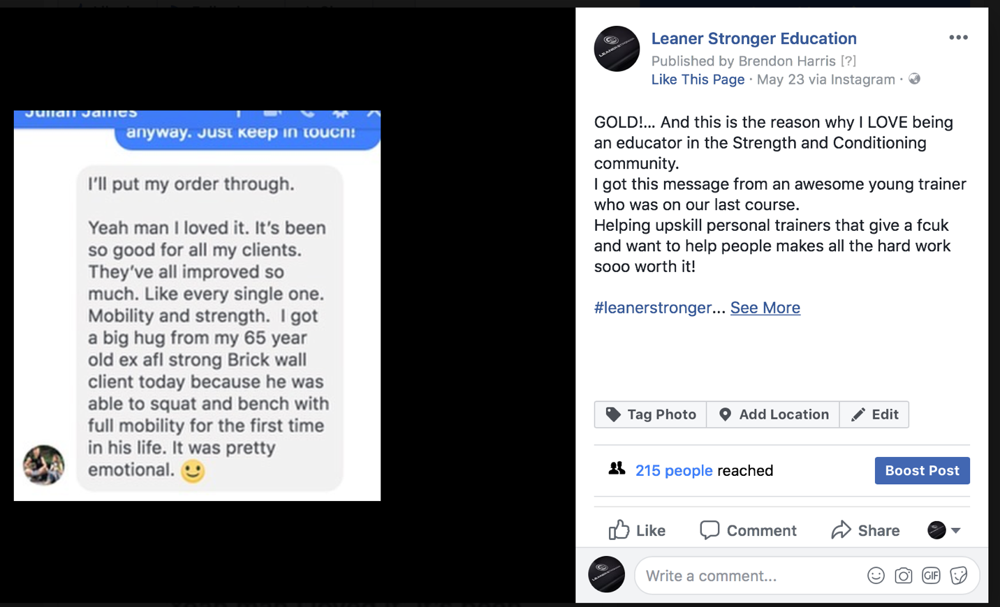 Julian James
anyway. Just keep in touch!
I'll put my order through.
Yeah man I loved it. It's been
so good for all my clients.
They've all improved so
much. Like every single one.
Mobility and strength.  I got
a big hug from my 65 year
old ex afl strong Brick wall
client today because he was
able to squat and bench with
full mobility for the first time
in his life. It was pretty
emotional. 🙂
Leaner Stronger Education
Published by Brendon Harris [?]
Like This Page · May 23 via Instagram ·
GOLD!... And this is the reason why I LOVE being
an educator in the Strength and Conditioning
community.
I got this message from an awesome young trainer
who was on our last course.
Helping upskill personal trainers that give a fcuk
and want to help people makes all the hard work
sooo worth it!
#leanerstronger... See More
Tag Photo Add Location Edit
215 people reached Boost Post
Like Comment Share
Write a comment... GIF